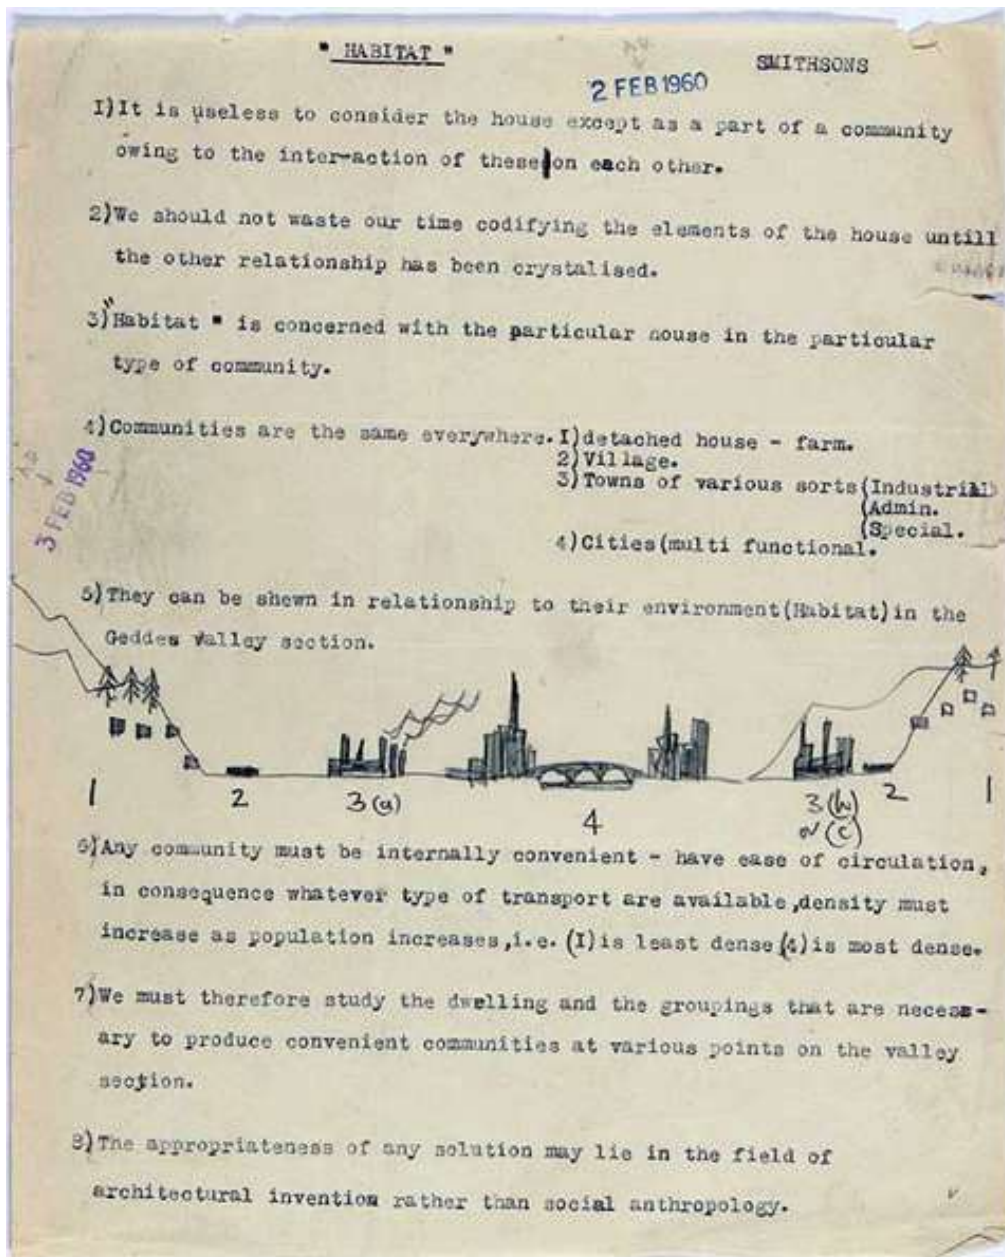 " HABITAT "
SMITHSONS
2 FEB 1960
I)It is useless to consider the house except as a part of a community
owing to the inter-action of these on each other.
2)We should not waste our time codifying the elements of the house untill
the other relationship has been crystalised.
3)"Habitat " is concerned with the particular house in the particular
type of community.
4)Communities are the same everywhere. I)detached house - farm.
2)Village.
3)Towns of various sorts(Industrial)
(Admin.
(Special.
4)Cities(multi functional.
3 FEB 1960
5)They can be shewn in relationship to their environment(Habitat)in the
Geddes Valley section.
1 2 3(a) 4 3(b) 2 1
or (c)
6)Any community must be internally convenient - have ease of circulation,
in consequence whatever type of transport are available,density must
increase as population increases,i.e.(I)is least dense(4)is most dense.
7)We must therefore study the dwelling and the groupings that are necess-
ary to produce convenient communities at various points on the valley
section.
8)The appropriateness of any solution may lie in the field of
architectural invention rather than social anthropology.